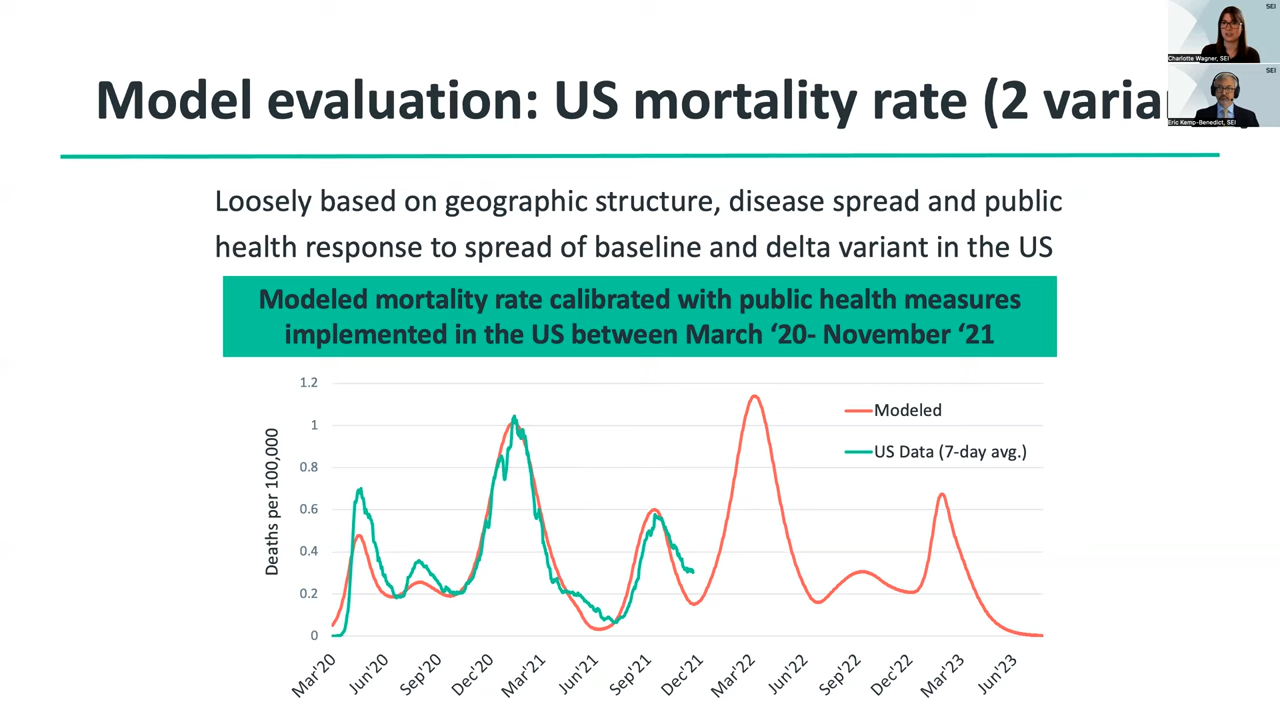 SEI
Charlotte Wagner, SEI
SEI
Eric Kemp-Benedict, SEI
Model evaluation: US mortality rate (2 varia
Loosely based on geographic structure, disease spread and public
health response to spread of baseline and delta variant in the US
Modeled mortality rate calibrated with public health measures
implemented in the US between March ‘20- November ‘21
Deaths per 100,000
1.2
1
0.8
0.6
0.4
0.2
0
Modeled
US Data (7-day avg.)
Mar'20
Jun'20
Sep'20
Dec'20
Mar'21
Jun'21
Sep'21
Dec'21
Mar'22
Jun'22
Sep'22
Dec'22
Mar'23
Jun'23